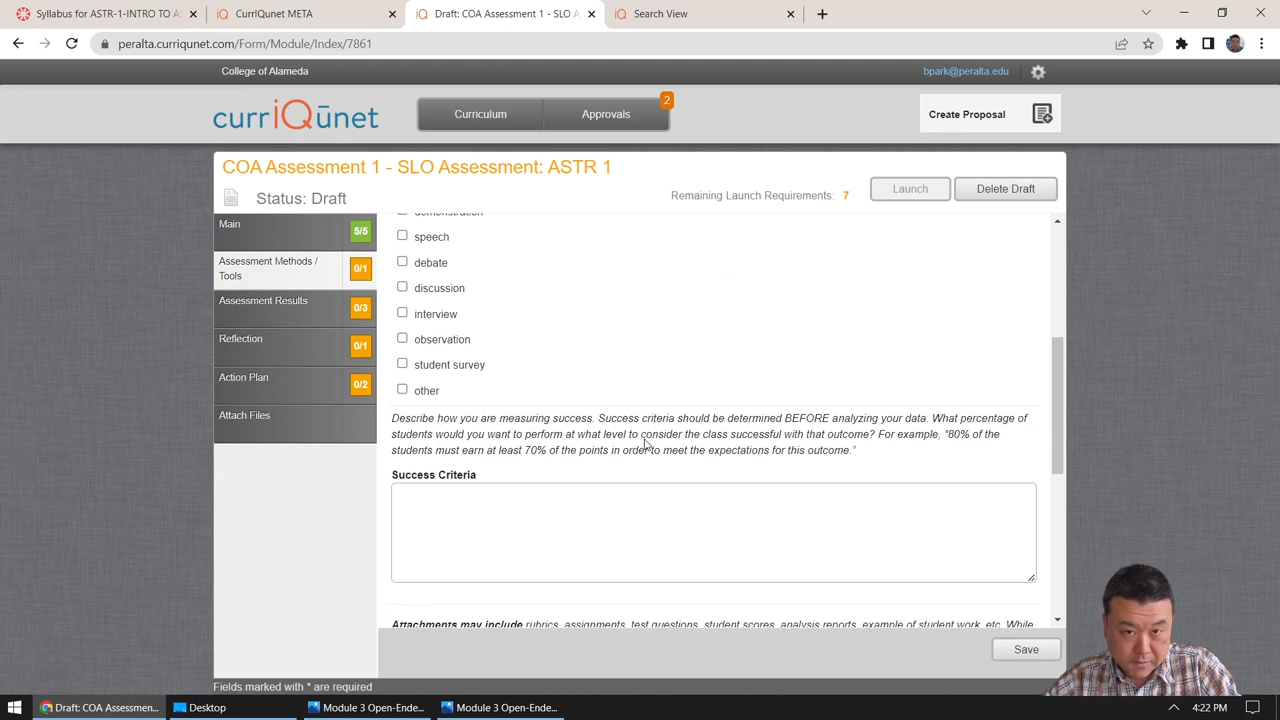 Syllabus for ASTR-1-INTRO TO AS
CurrIQunet META
Draft: COA Assessment 1 - SLO A
Search View
peralta.curriqunet.com/Form/Module/Index/7861
College of Alameda
bpark@peralta.edu
currIQūnet
Curriculum
Approvals
2
Create Proposal
COA Assessment 1 - SLO Assessment: ASTR 1
Status: Draft
Remaining Launch Requirements: 7
Launch
Delete Draft
Main
5/5
Assessment Methods /
Tools
0/1
Assessment Results
0/3
Reflection
0/1
Action Plan
0/2
Attach Files
demonstration
speech
debate
discussion
interview
observation
student survey
other
Describe how you are measuring success. Success criteria should be determined BEFORE analyzing your data. What percentage of
students would you want to perform at what level to consider the class successful with that outcome? For example, “80% of the
students must earn at least 70% of the points in order to meet the expectations for this outcome.”
Success Criteria
Attachments may include rubrics, assignments, test questions, student scores, analysis reports, example of student work, etc. While
Save
Fields marked with * are required
Draft: COA Assessmen...
Desktop
Module 3 Open-Ende...
Module 3 Open-Ende...
4:22 PM